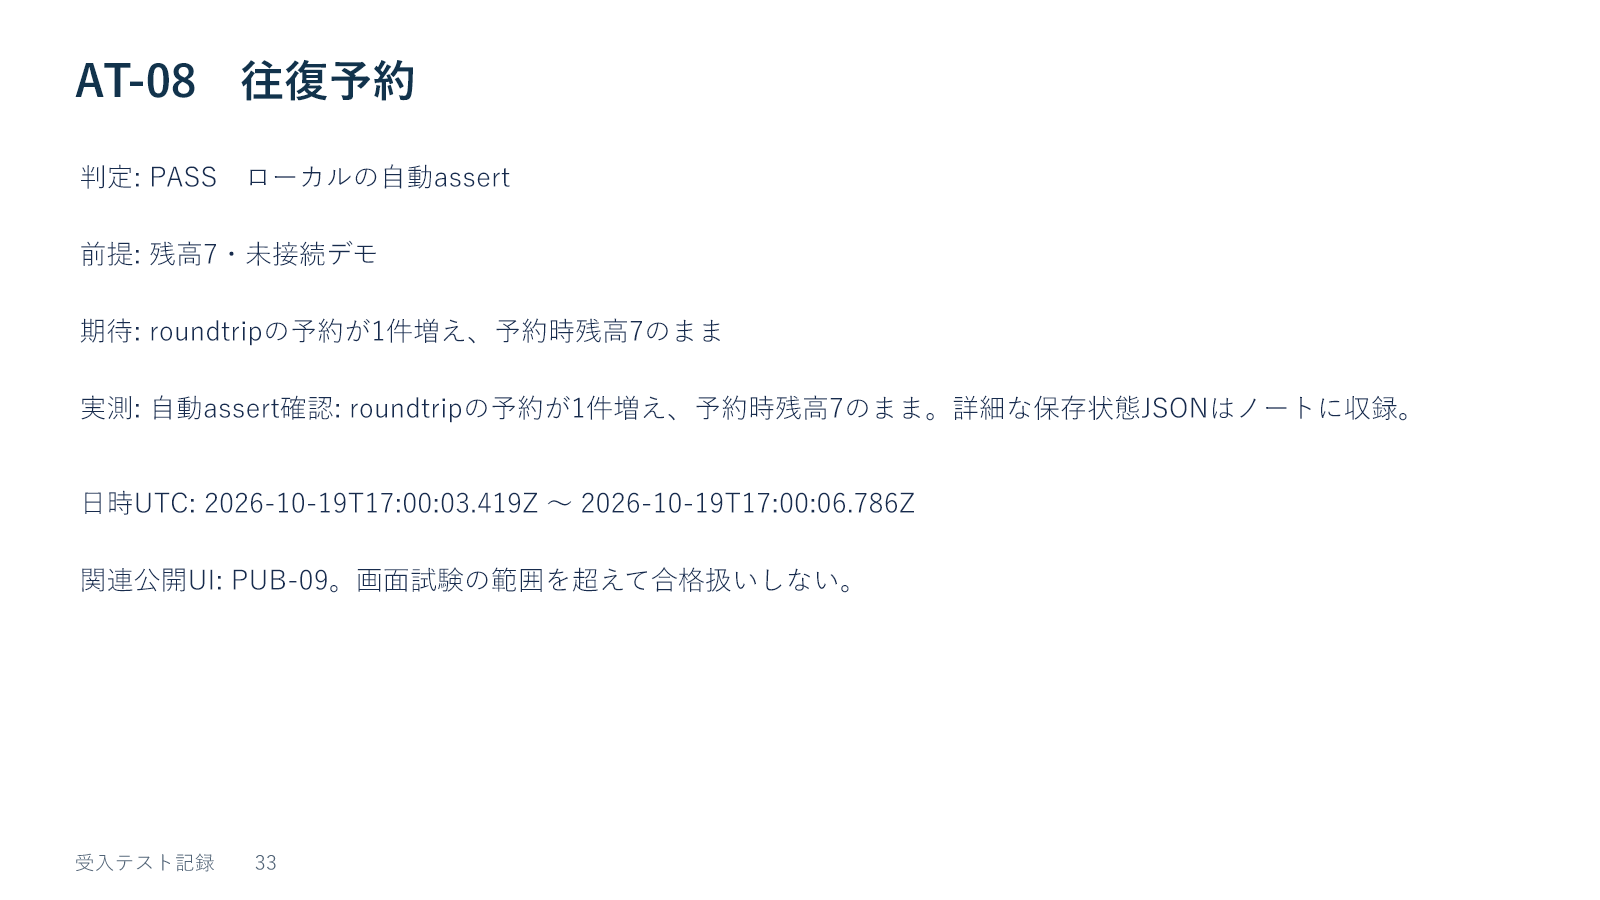 AT-08　往復予約
判定: PASS　ローカルの自動assert
前提: 残高7・未接続デモ
期待: roundtripの予約が1件増え、予約時残高7のまま
実測: 自動assert確認: roundtripの予約が1件増え、予約時残高7のまま。詳細な保存状態JSONはノートに収録。
日時UTC: 2026-10-19T17:00:03.419Z ～ 2026-10-19T17:00:06.786Z
関連公開UI: PUB-09。画面試験の範囲を超えて合格扱いしない。
受入テスト記録　33